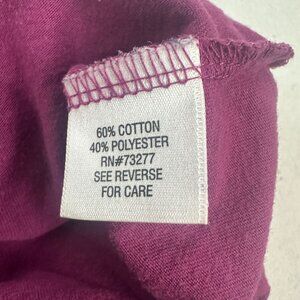 60% COTTON
40% POLYESTER
RN#73277
SEE REVERSE
FOR CARE